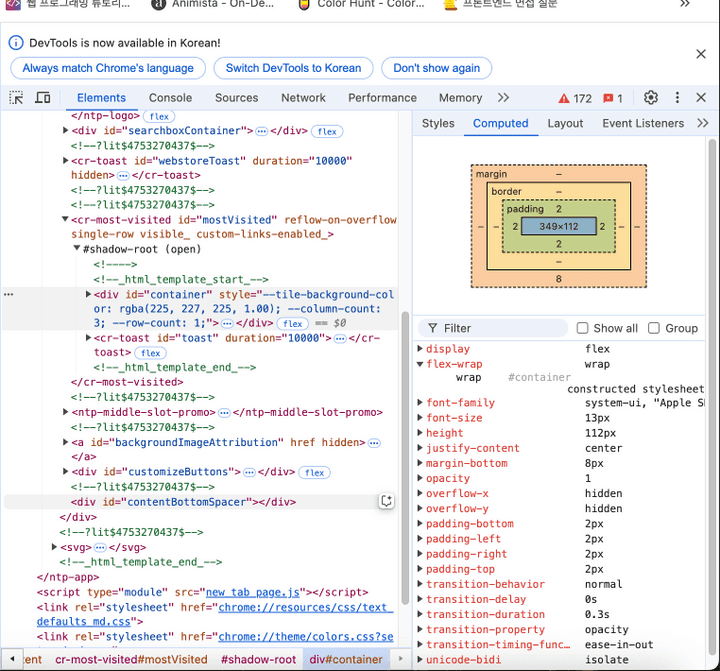 웹 프로그래밍 튜토리...
Animista - On-De...
Color Hunt - Color...
프론트엔드 면접 질문
DevTools is now available in Korean!
Always match Chrome's language
Switch DevTools to Korean
Don't show again
Elements
Console
Sources
Network
Performance
Memory
172
1
</ntp-logo> flex
<div id="searchboxContainer">…</div> flex
<!--?lit$4753270437$-->
<cr-toast id="webstoreToast" duration="10000"
hidden>…</cr-toast>
<!--?lit$4753270437$-->
<!--?lit$4753270437$-->
<cr-most-visited id="mostVisited" reflow-on-overflow
single-row visible_ custom-links-enabled_>
#shadow-root (open)
<!---->
<!--_html_template_start_-->
… <div id="container" style="--tile-background-col
or: rgba(225, 227, 225, 1.00); --column-count:
3; --row-count: 1;">…</div> flex == $0
<cr-toast id="toast" duration="10000">…</cr-
toast> flex
<!--_html_template_end_-->
</cr-most-visited>
<!--?lit$4753270437$-->
<ntp-middle-slot-promo>…</ntp-middle-slot-promo>
<!--?lit$4753270437$-->
<a id="backgroundImageAttribution" href hidden>…
</a>
<div id="customizeButtons">…</div> flex
<!--?lit$4753270437$-->
<div id="contentBottomSpacer"></div>
</div>
<!--?lit$4753270437$-->
<svg>…</svg>
<!--_html_template_end_-->
</ntp-app>
<script type="module" src="new_tab_page.js"></script>
<link rel="stylesheet" href="chrome://resources/css/text_
defaults_md.css">
<link rel="stylesheet" href="chrome://theme/colors.css?se
tent cr-most-visited#mostVisited #shadow-root div#container
Styles
Computed
Layout
Event Listeners
margin –
border –
padding 2
– – 2 349×112 2 – –
2
–
8
Filter
Show all
Group
display flex
flex-wrap wrap
wrap #container
constructed stylesheet
font-family system-ui, "Apple S
font-size 13px
height 112px
justify-content center
margin-bottom 8px
opacity 1
overflow-x hidden
overflow-y hidden
padding-bottom 2px
padding-left 2px
padding-right 2px
padding-top 2px
transition-behavior normal
transition-delay 0s
transition-duration 0.3s
transition-property opacity
transition-timing-func… ease-in-out
unicode-bidi isolate